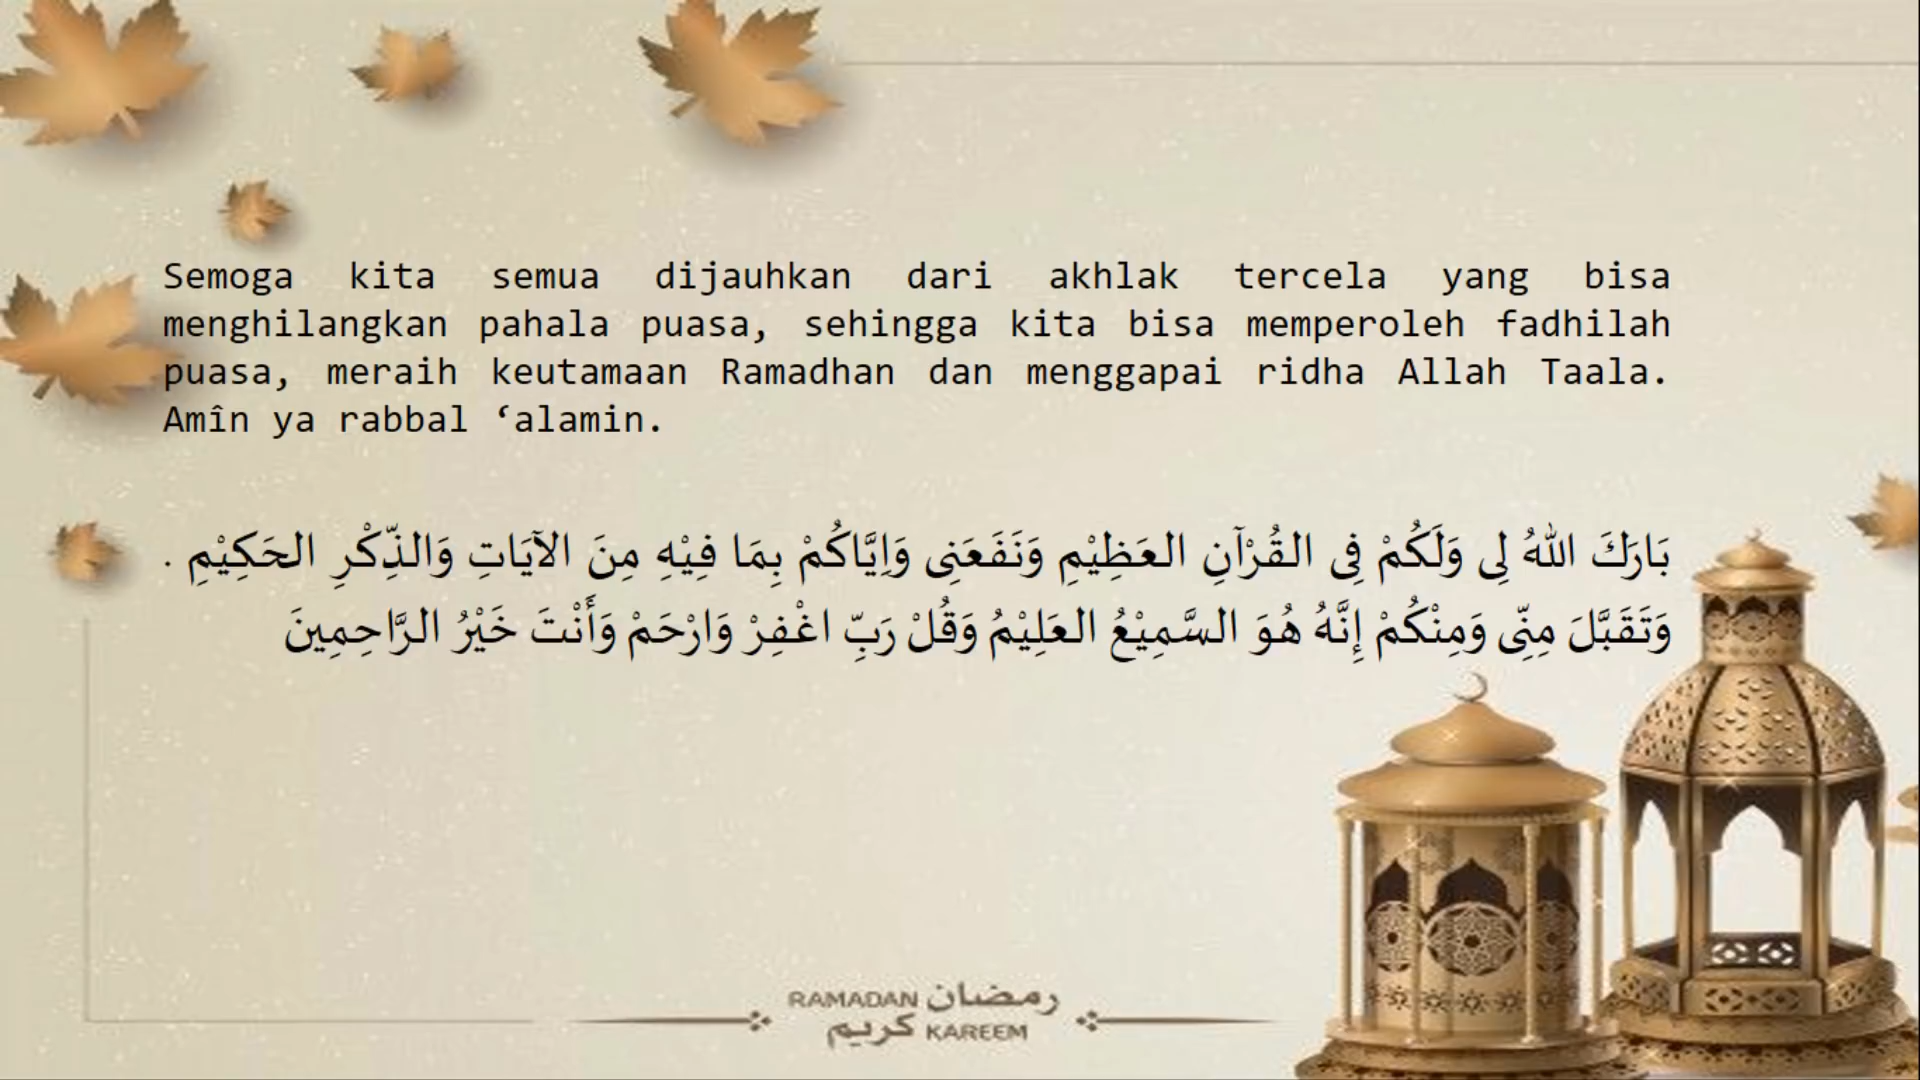 Semoga kita semua dijauhkan dari akhlak tercela yang bisa
menghilangkan pahala puasa, sehingga kita bisa memperoleh fadhilah
puasa, meraih keutamaan Ramadhan dan menggapai ridha Allah Taala.
Amîn ya rabbal ‘alamin.
بَارَكَ اللهُ لِى وَلَكُمْ فِى القُرْآنِ العَظِيْمِ وَنَفَعَنِى وَاِيَّاكُمْ بِمَا فِيْهِ مِنَ الآيَاتِ وَالذِّكْرِ الحَكِيْمِ .
وَتَقَبَّلَ مِنِّى وَمِنْكُمْ إِنَّهُ هُوَ السَّمِيْعُ العَلِيْمُ وَقُلْ رَبِّ اغْفِرْ وَارْحَمْ وَأَنْتَ خَيْرُ الرَّاحِمِينَ
RAMADAN رمضان
كريم KAREEM